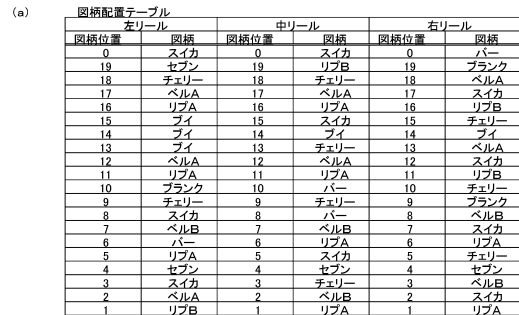 (a) 図柄配置テーブル
左リール 中リール 右リール
図柄位置 図柄 図柄位置 図柄 図柄位置 図柄
0 スイカ 0 スイカ 0 バー
19 セブン 19 リプB 19 ブランク
18 チェリー 18 チェリー 18 ベルA
17 ベルA 17 ベルA 17 スイカ
16 リプA 16 リプA 16 リプB
15 ブイ 15 スイカ 15 チェリー
14 ブイ 14 ブイ 14 ブイ
13 ブイ 13 チェリー 13 ベルA
12 ベルA 12 ベルA 12 スイカ
11 リプA 11 リプA 11 リプB
10 ブランク 10 バー 10 チェリー
9 チェリー 9 チェリー 9 ブランク
8 スイカ 8 バー 8 ベルB
7 ベルB 7 ベルB 7 スイカ
6 バー 6 リプA 6 リプA
5 リプA 5 スイカ 5 チェリー
4 セブン 4 セブン 4 セブン
3 スイカ 3 チェリー 3 ベルB
2 ベルA 2 ベルB 2 スイカ
1 リプB 1 リプA 1 リプA